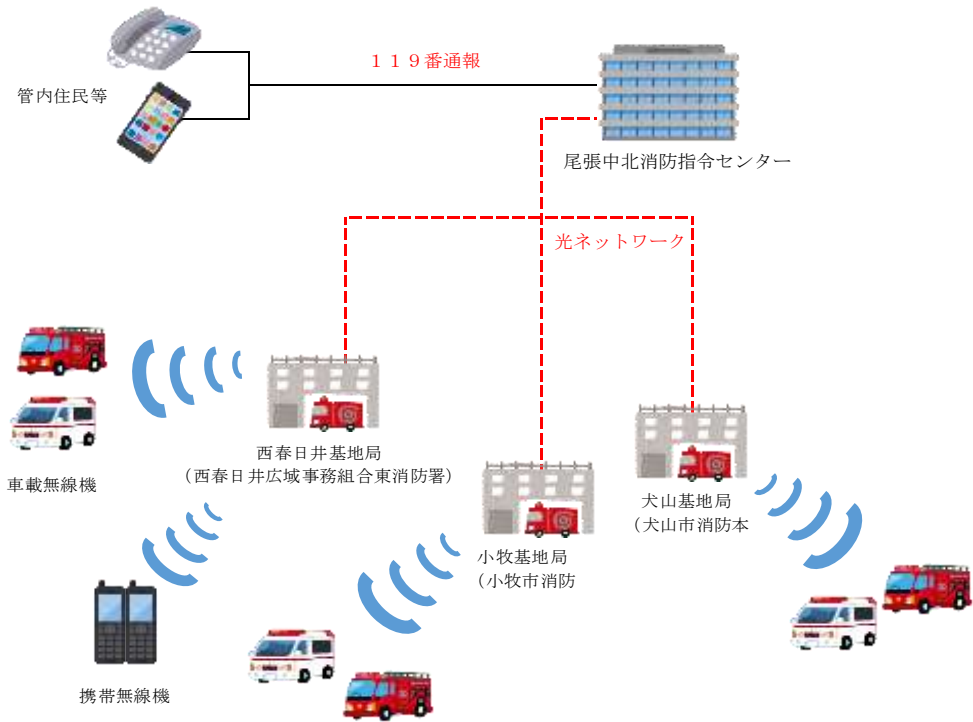 １１９番通報
管内住民等
尾張中北消防指令センター
光ネットワーク
西春日井基地局
（西春日井広域事務組合東消防署）
車載無線機
犬山基地局
（犬山市消防本
小牧基地局
（小牧市消防
携帯無線機